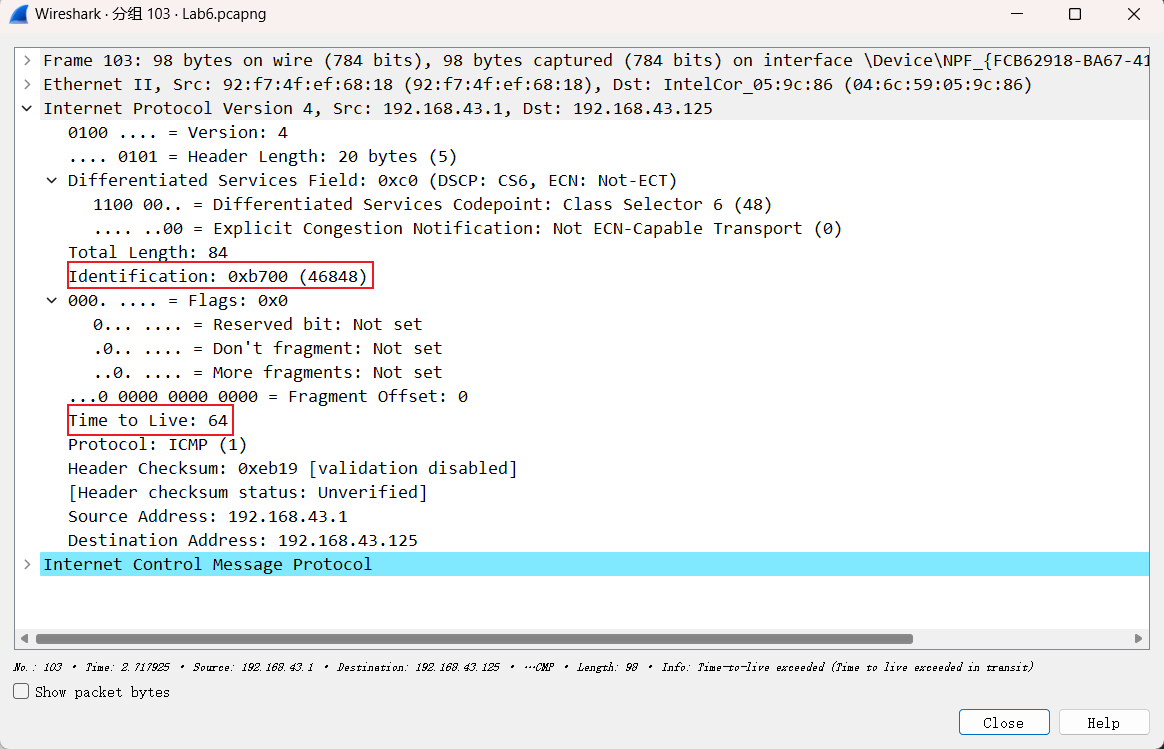 Wireshark · 分组 103 · Lab6.pcapng
Frame 103: 98 bytes on wire (784 bits), 98 bytes captured (784 bits) on interface \Device\NPF_{FCB62918-BA67-41
Ethernet II, Src: 92:f7:4f:ef:68:18 (92:f7:4f:ef:68:18), Dst: IntelCor_05:9c:86 (04:6c:59:05:9c:86)
Internet Protocol Version 4, Src: 192.168.43.1, Dst: 192.168.43.125
0100 .... = Version: 4
.... 0101 = Header Length: 20 bytes (5)
Differentiated Services Field: 0xc0 (DSCP: CS6, ECN: Not-ECT)
1100 00.. = Differentiated Services Codepoint: Class Selector 6 (48)
.... ..00 = Explicit Congestion Notification: Not ECN-Capable Transport (0)
Total Length: 84
Identification: 0xb700 (46848)
000. .... = Flags: 0x0
0... .... = Reserved bit: Not set
.0.. .... = Don't fragment: Not set
..0. .... = More fragments: Not set
...0 0000 0000 0000 = Fragment Offset: 0
Time to Live: 64
Protocol: ICMP (1)
Header Checksum: 0xeb19 [validation disabled]
[Header checksum status: Unverified]
Source Address: 192.168.43.1
Destination Address: 192.168.43.125
Internet Control Message Protocol
No.: 103 · Time: 2.717925 · Source: 192.168.43.1 · Destination: 192.168.43.125 · …CMP · Length: 98 · Info: Time-to-live exceeded (Time to live exceeded in transit)
Show packet bytes
Close Help